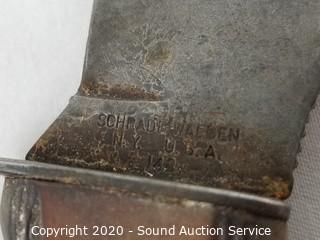 SCHRADE-WALDEN
N.Y. U.S.A.
Copyright © 2020 - Sound Auction Service